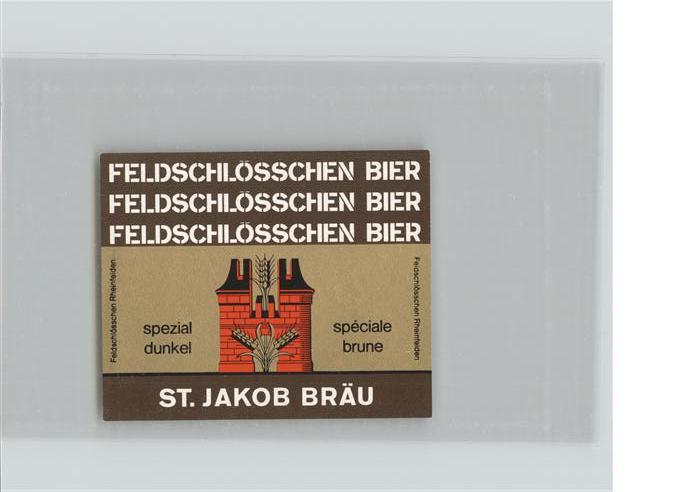 FELDSCHLÖSSCHEN BIER
FELDSCHLÖSSCHEN BIER
FELDSCHLÖSSCHEN BIER
Feldschlösschen Rheinfelden
spezial
dunkel
spéciale
brune
Feldschlösschen Rheinfelden
ST. JAKOB BRÄU